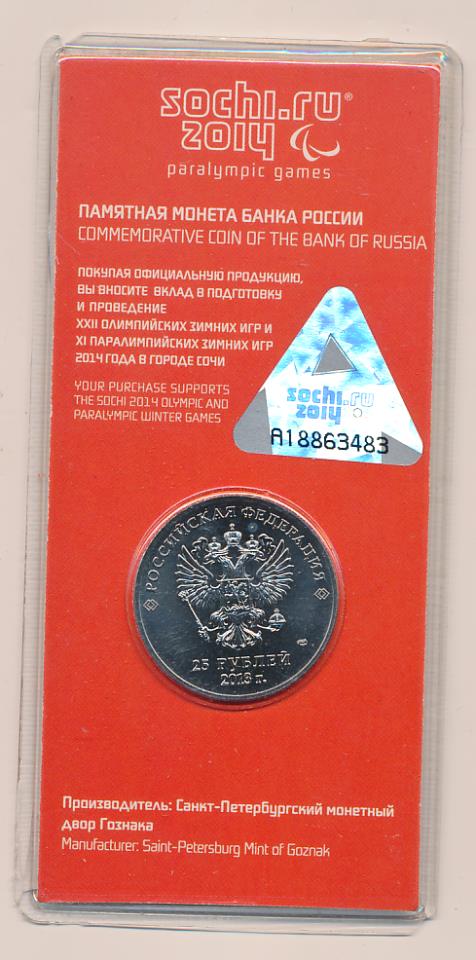 sochi.ru®
2014
paralympic games
ПАМЯТНАЯ МОНЕТА БАНКА РОССИИ
COMMEMORATIVE COIN OF THE BANK OF RUSSIA
ПОКУПАЯ ОФИЦИАЛЬНУЮ ПРОДУКЦИЮ,
ВЫ ВНОСИТЕ ВКЛАД В ПОДГОТОВКУ
И ПРОВЕДЕНИЕ
XXII ОЛИМПИЙСКИХ ЗИМНИХ ИГР И
XI ПАРАЛИМПИЙСКИХ ЗИМНИХ ИГР
2014 ГОДА В ГОРОДЕ СОЧИ
YOUR PURCHASE SUPPORTS
THE SOCHI 2014 OLYMPIC AND
PARALYMPIC WINTER GAMES
sochi.ru
2014
A18863483
РОССИЙСКАЯ ФЕДЕРАЦИЯ
25 РУБЛЕЙ
2013 г.
Производитель: Санкт-Петербургский монетный
двор Гознака
Manufacturer: Saint-Petersburg Mint of Goznak